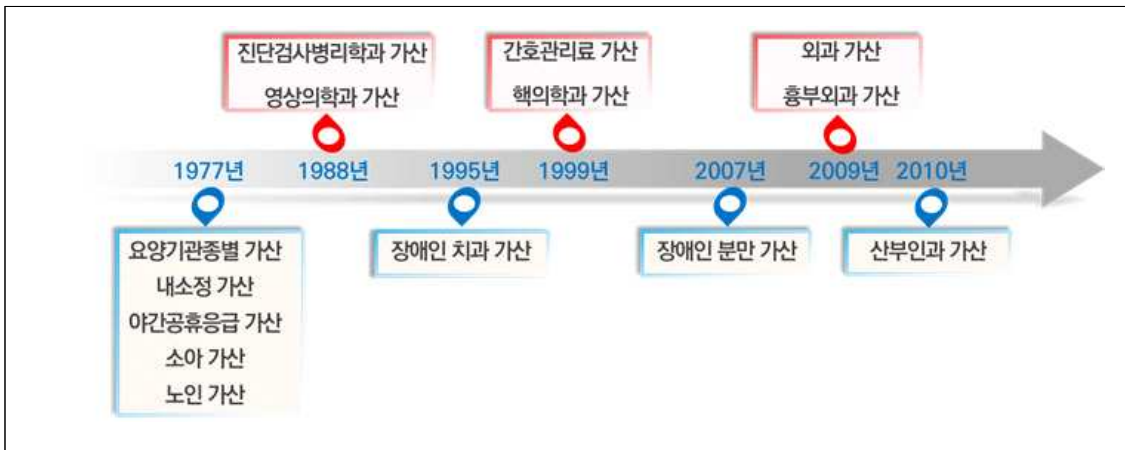 진단검사병리학과 가산
영상의학과 가산
간호관리료 가산
핵의학과 가산
외과 가산
흉부외과 가산
1977년
1988년
1995년
1999년
2007년
2009년
2010년
요양기관종별 가산
내소정 가산
야간공휴응급 가산
소아 가산
노인 가산
장애인 치과 가산
장애인 분만 가산
산부인과 가산